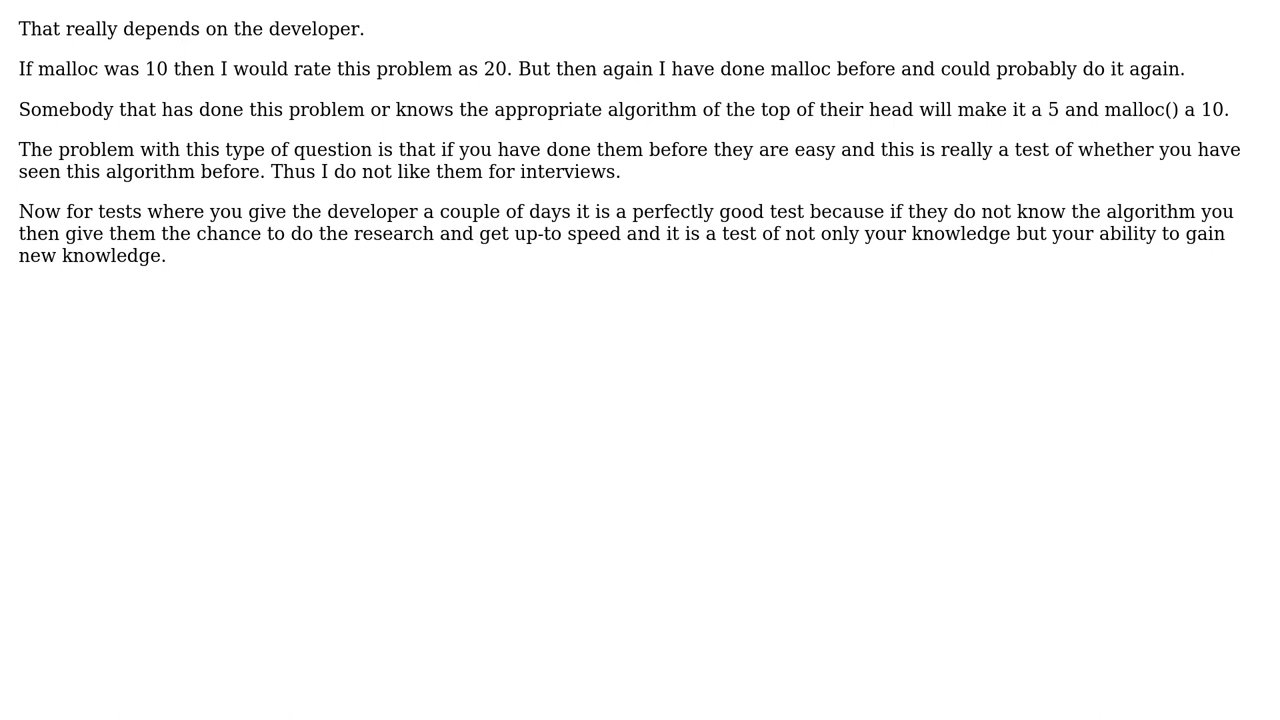 That really depends on the developer.
If malloc was 10 then I would rate this problem as 20. But then again I have done malloc before and could probably do it again.
Somebody that has done this problem or knows the appropriate algorithm of the top of their head will make it a 5 and malloc() a 10.
The problem with this type of question is that if you have done them before they are easy and this is really a test of whether you have
seen this algorithm before. Thus I do not like them for interviews.
Now for tests where you give the developer a couple of days it is a perfectly good test because if they do not know the algorithm you
then give them the chance to do the research and get up-to speed and it is a test of not only your knowledge but your ability to gain
new knowledge.